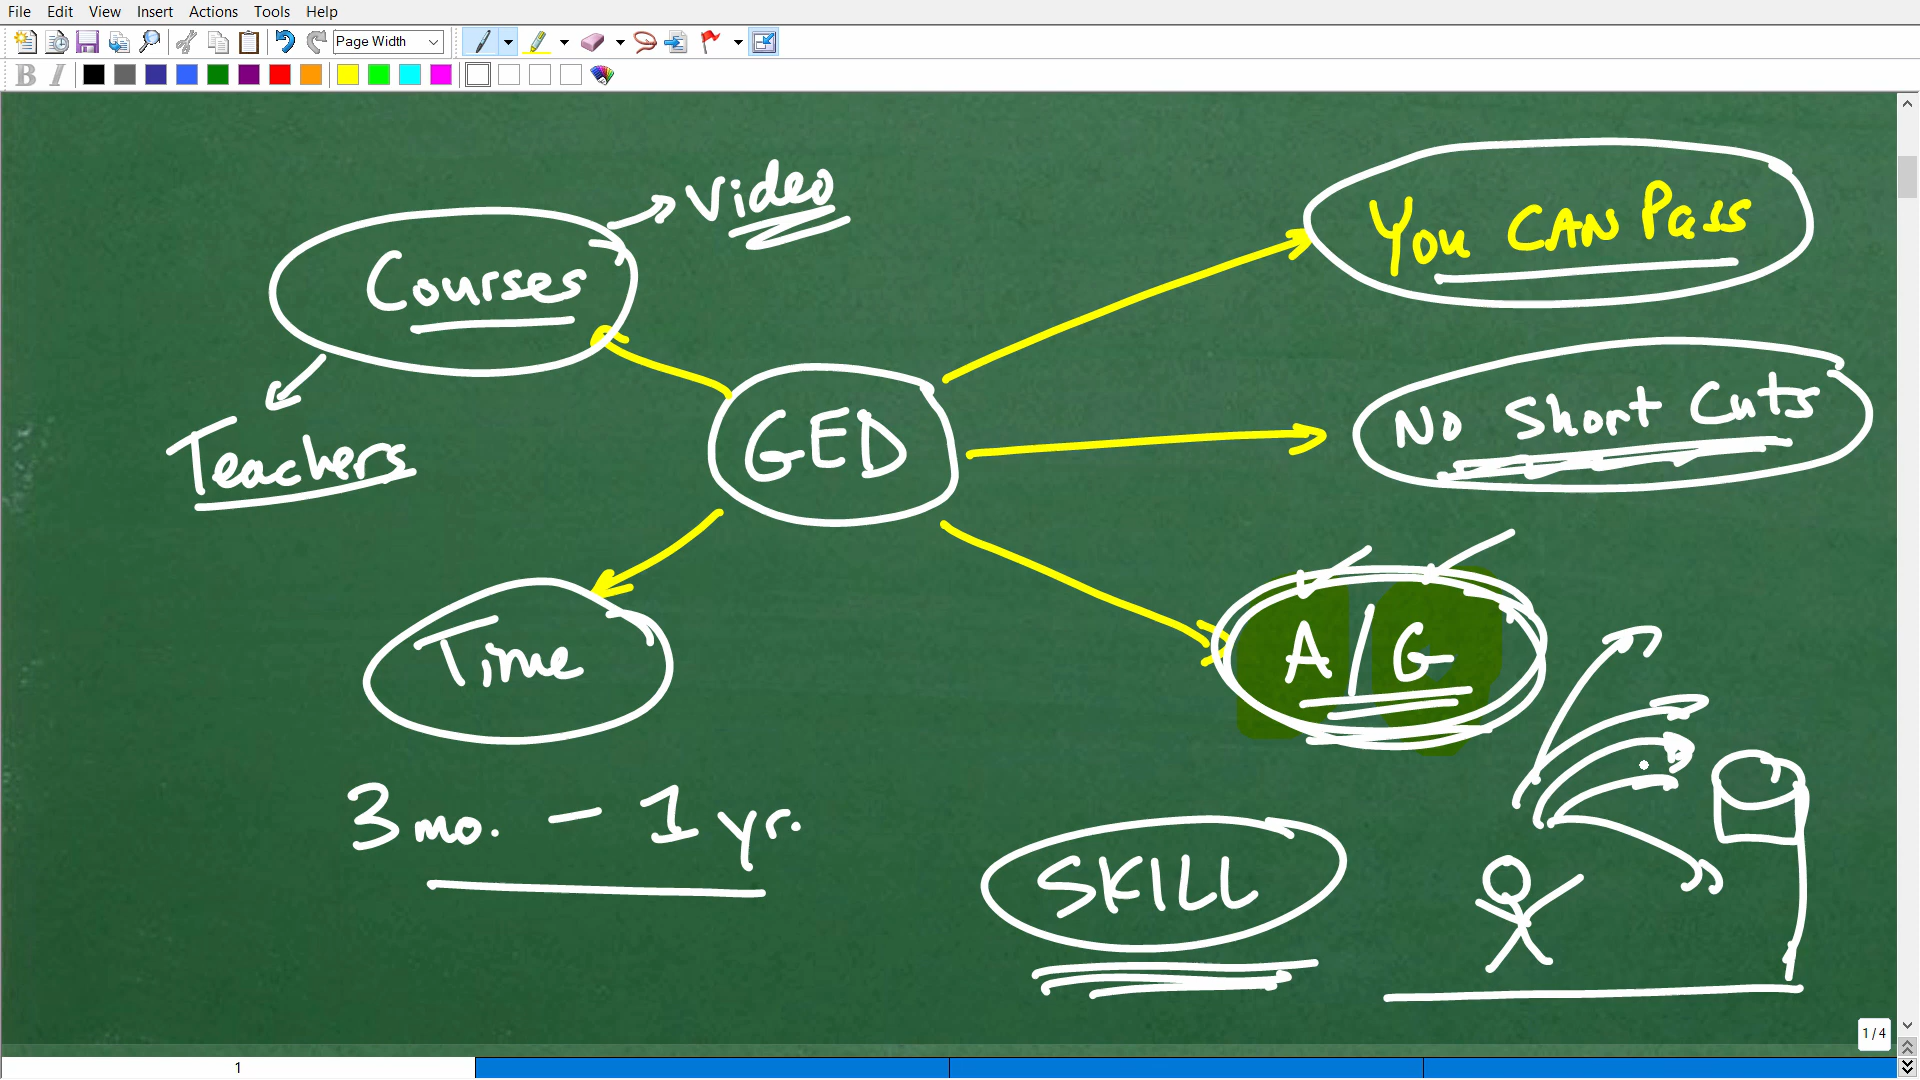 File Edit View Insert Actions Tools Help
Page Width
B I
Video
Courses
You CAN Pass
Teachers
GED
No Short Cuts
Time
A/G
3 mo. – 1 yr.
SKILL
1 / 4
1